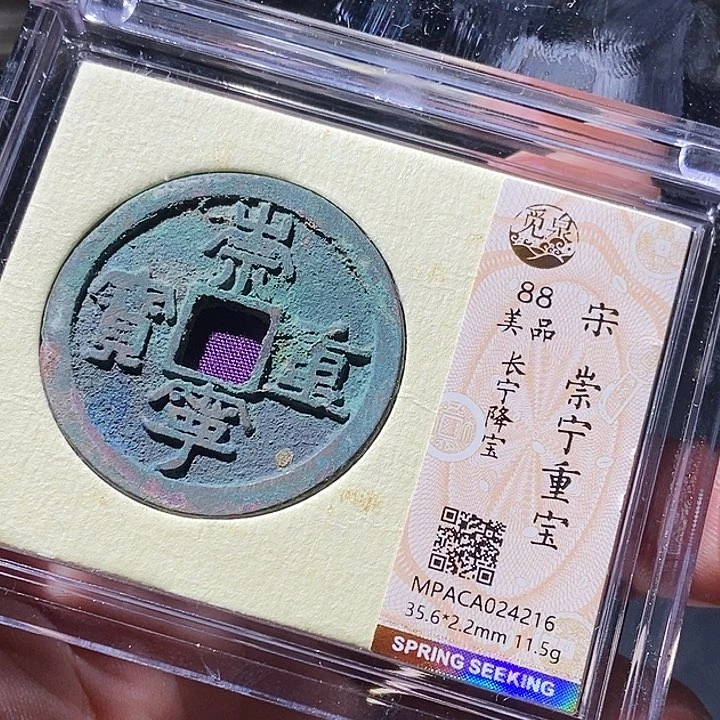 崇
重
寧
寶
觅泉
宋 崇宁重宝
88
美品
长宁降宝
MPACA024216
35.6*2.2mm 11.5g
SPRING SEEKING